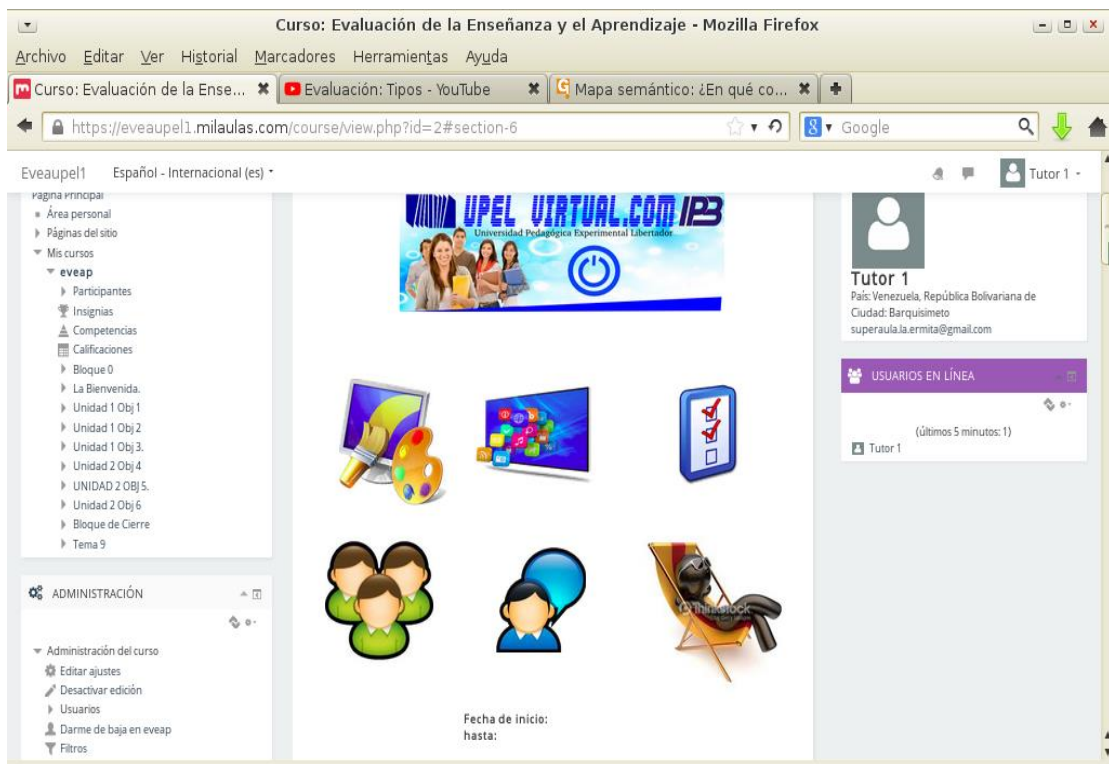 Curso: Evaluación de la Enseñanza y el Aprendizaje - Mozilla Firefox
Archivo Editar Ver Historial Marcadores Herramientas Ayuda
Curso: Evaluación de la Ense...
Evaluación: Tipos - YouTube
Mapa semántico: ¿En qué co...
https://eveaupel1.milaulas.com/course/view.php?id=2#section-6
Google
Eveaupel1
Español - Internacional (es)
Tutor 1
Página Principal
Área personal
Páginas del sitio
Mis cursos
eveap
Participantes
Insignias
Competencias
Calificaciones
Bloque 0
La Bienvenida.
Unidad 1 Obj 1
Unidad 1 Obj 2
Unidad 1 Obj 3.
Unidad 2 Obj 4
UNIDAD 2 OBJ 5.
Unidad 2 Obj 6
Bloque de Cierre
Tema 9
ADMINISTRACIÓN
Administración del curso
Editar ajustes
Desactivar edición
Usuarios
Darme de baja en eveap
Filtros
UPEL VIRTUAL.COM IPB
Universidad Pedagógica Experimental Libertador
Thinkstock
Fecha de inicio:
hasta:
Tutor 1
País: Venezuela, República Bolivariana de
Ciudad: Barquisimeto
superaula.la.ermita@gmail.com
USUARIOS EN LÍNEA
(últimos 5 minutos: 1)
Tutor 1